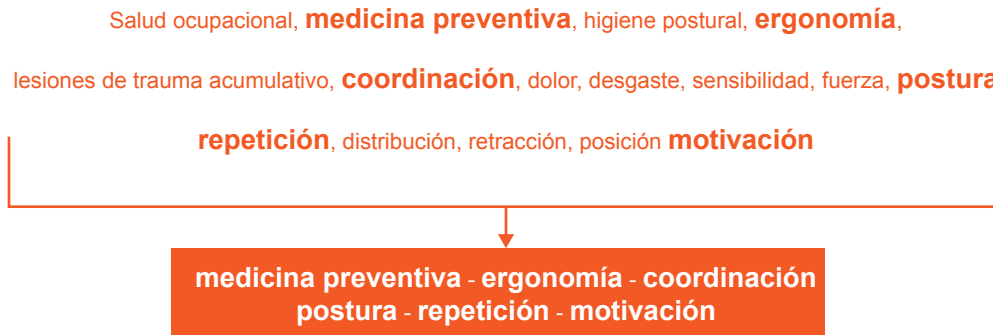 Salud ocupacional, medicina preventiva, higiene postural, ergonomía,
lesiones de trauma acumulativo, coordinación, dolor, desgaste, sensibilidad, fuerza, postura
repetición, distribución, retracción, posición motivación
medicina preventiva - ergonomía - coordinación
postura - repetición - motivación